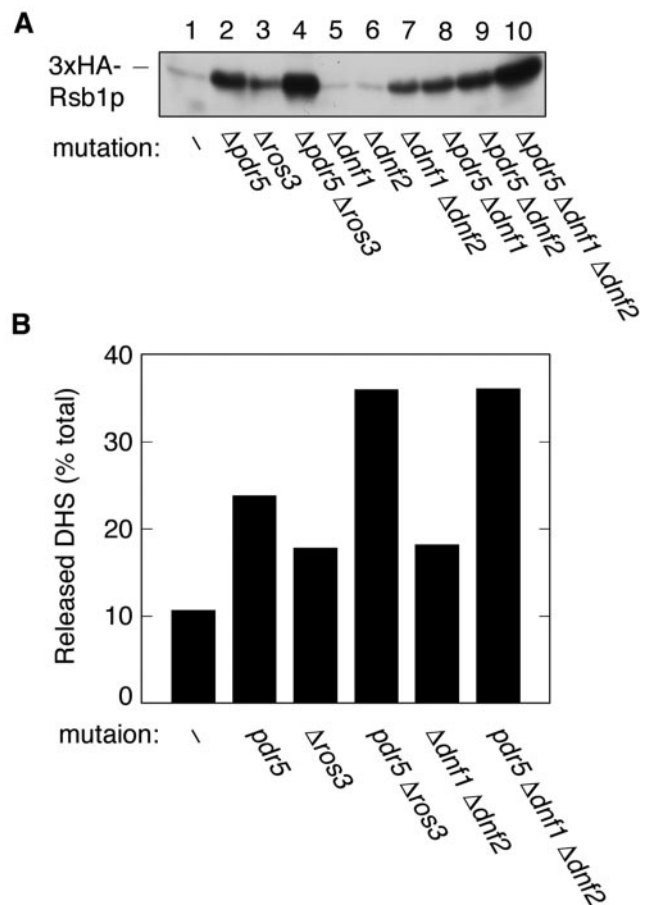 A
1 2 3 4 5 6 7 8 9 10
3xHA-
Rsb1p
mutation: – Δpdr5 Δros3 Δpdr5 Δros3 Δdnf1 Δdnf2 Δdnf1 Δdnf2 Δpdr5 Δdnf1 Δpdr5 Δdnf2 Δpdr5 Δdnf1 Δdnf2
B
Released DHS (% total)
40
30
20
10
0
mutaion: \ pdr5 Δros3 pdr5 Δros3 Δdnf1 Δdnf2 pdr5 Δdnf1 Δdnf2